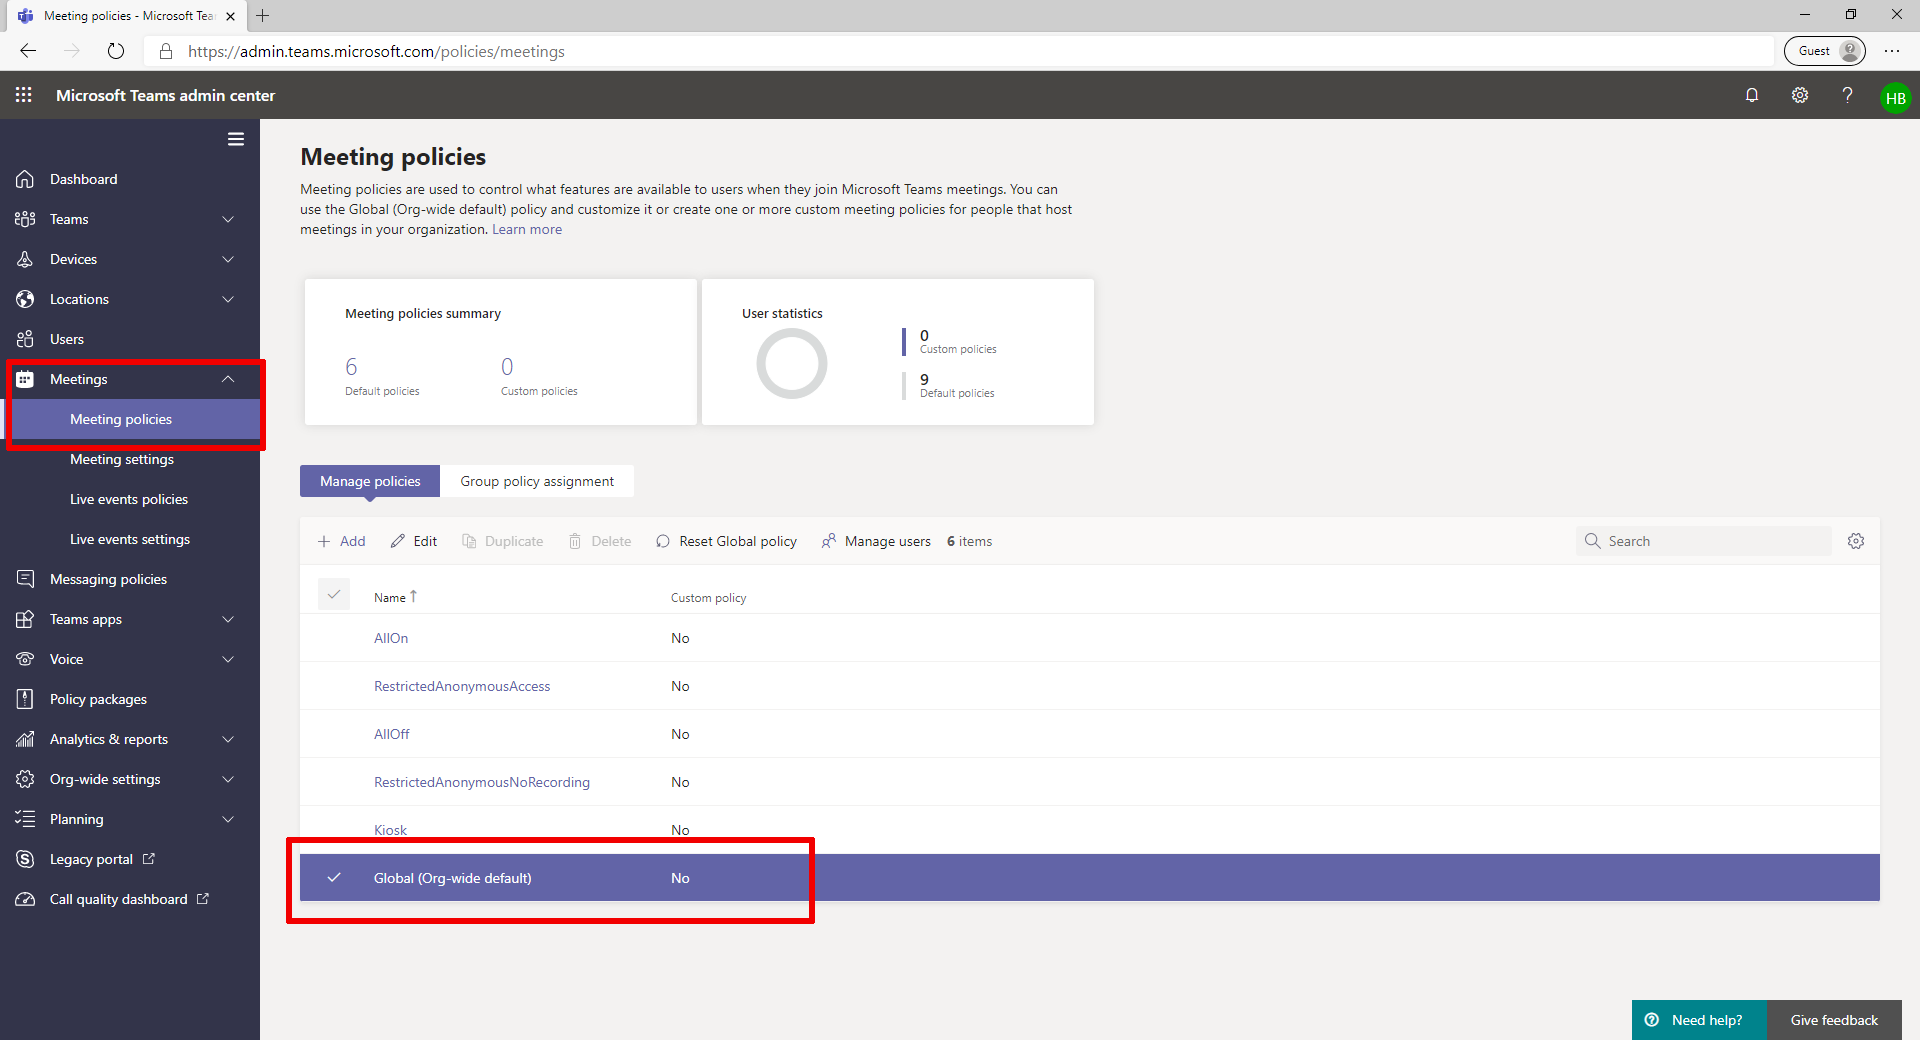 Meeting policies - Microsoft Tea
https://admin.teams.microsoft.com/policies/meetings
Guest
Microsoft Teams admin center
HB
Dashboard
Teams
Devices
Locations
Users
Meetings
Meeting policies
Meeting settings
Live events policies
Live events settings
Messaging policies
Teams apps
Voice
Policy packages
Analytics & reports
Org-wide settings
Planning
Legacy portal
Call quality dashboard
Meeting policies
Meeting policies are used to control what features are available to users when they join Microsoft Teams meetings. You can
use the Global (Org-wide default) policy and customize it or create one or more custom meeting policies for people that host
meetings in your organization. Learn more
Meeting policies summary
6
Default policies
0
Custom policies
User statistics
0
Custom policies
9
Default policies
Manage policies
Group policy assignment
Add Edit Duplicate Delete Reset Global policy Manage users 6 items
Search
Name Custom policy
AllOn No
RestrictedAnonymousAccess No
AllOff No
RestrictedAnonymousNoRecording No
Kiosk No
Global (Org-wide default) No
Need help?
Give feedback